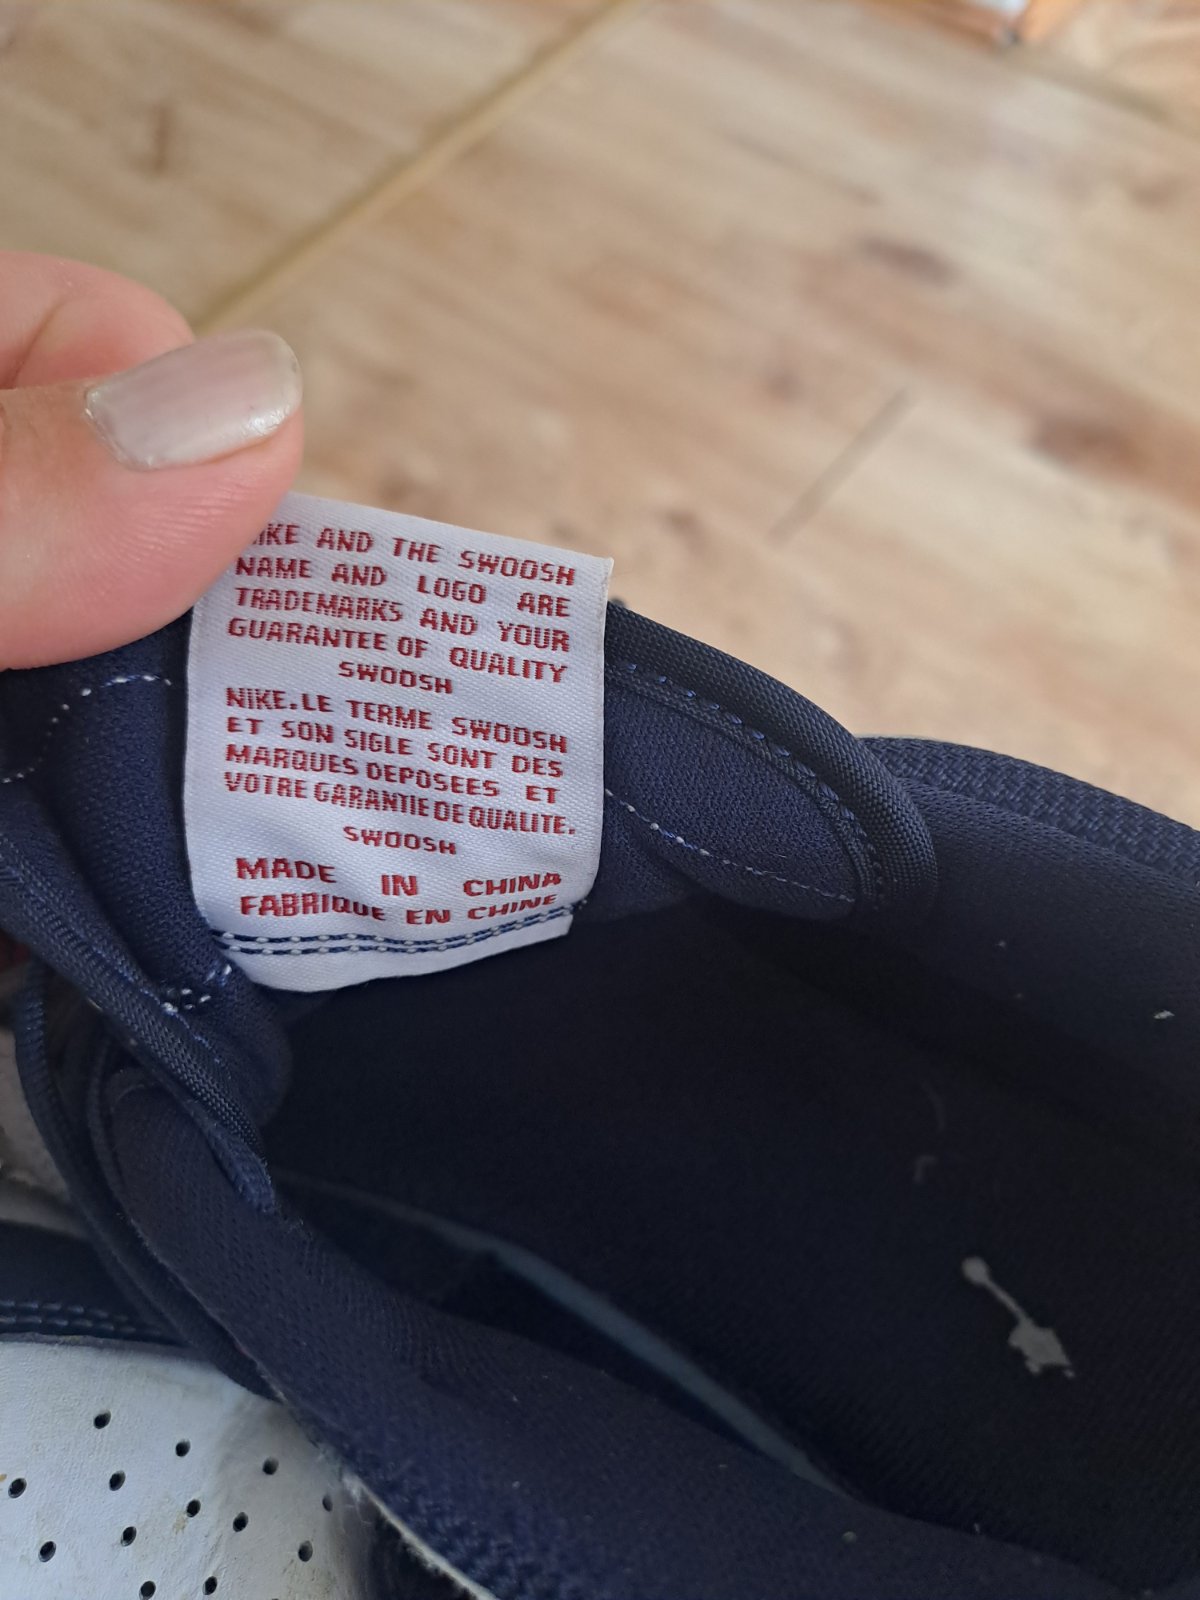 NIKE AND THE SWOOSH
NAME AND LOGO ARE
TRADEMARKS AND YOUR
GUARANTEE OF QUALITY
SWOOSH
NIKE.LE TERME SWOOSH
ET SON SIGLE SONT DES
MARQUES DEPOSEES ET
VOTRE GARANTIE DE QUALITE.
SWOOSH
MADE IN CHINA
FABRIQUE EN CHINE